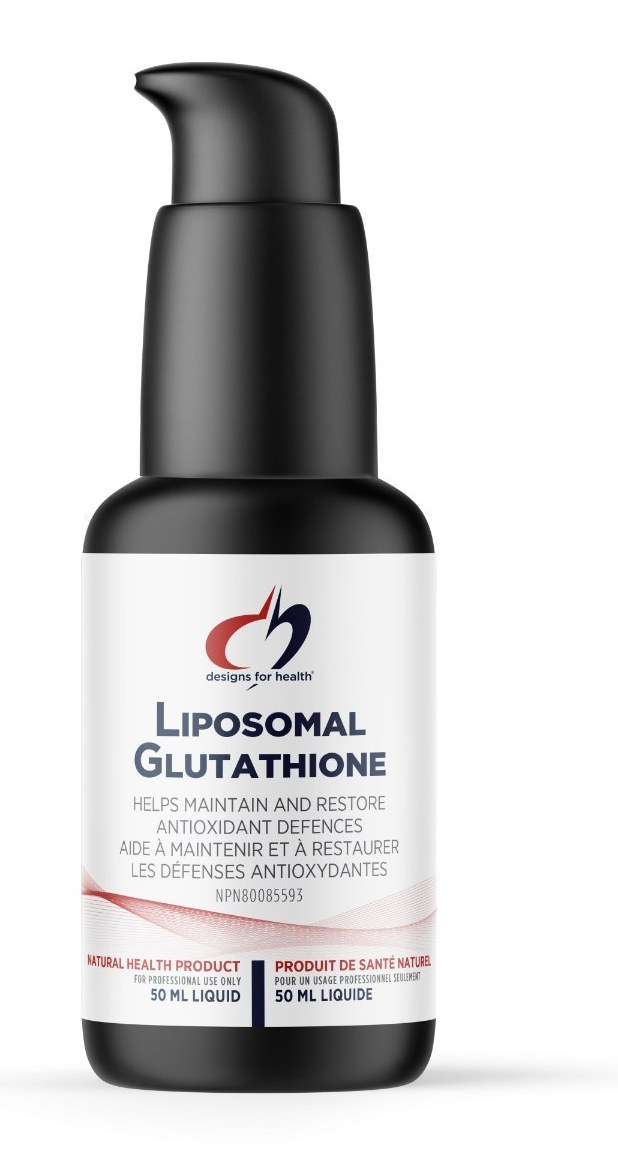 designs for health®
LIPOSOMAL
GLUTATHIONE
HELPS MAINTAIN AND RESTORE
ANTIOXIDANT DEFENCES
AIDE À MAINTENIR ET À RESTAURER
LES DÉFENSES ANTIOXYDANTES
NPN80085593
NATURAL HEALTH PRODUCT
FOR PROFESSIONAL USE ONLY
50 ML LIQUID
PRODUIT DE SANTÉ NATUREL
POUR UN USAGE PROFESSIONNEL SEULEMENT
50 ML LIQUIDE